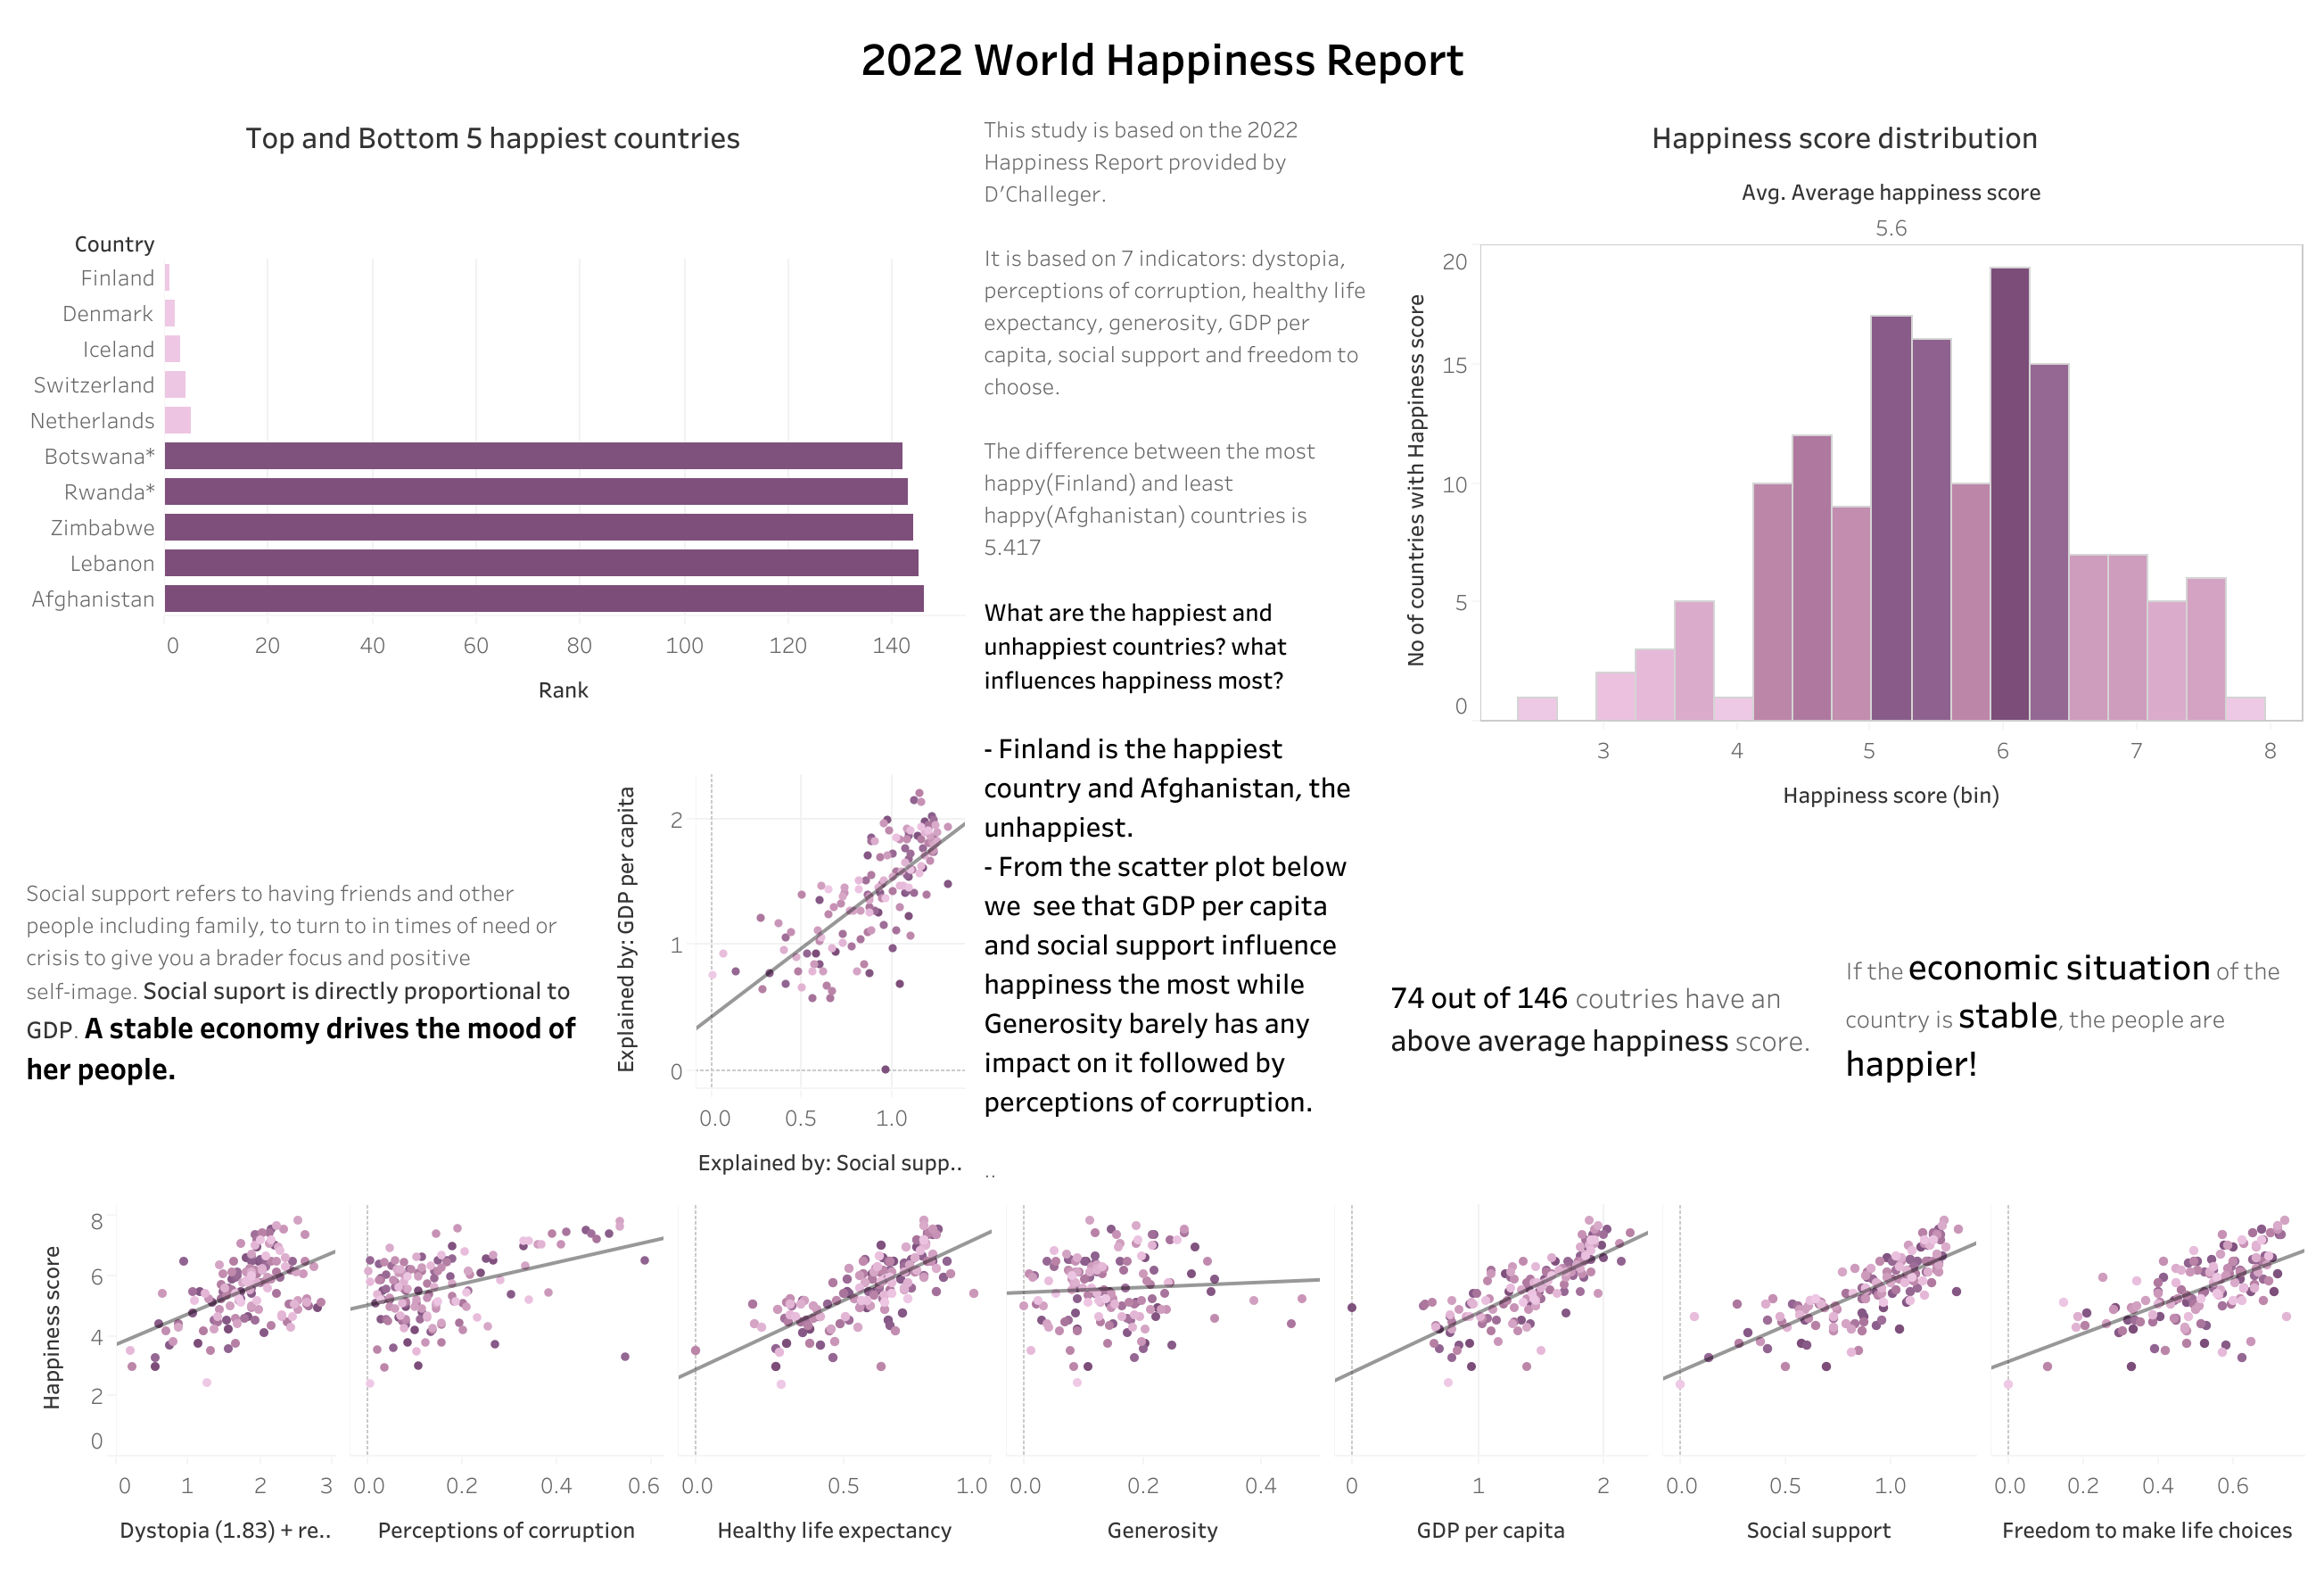 2022 World Happiness Report
Top and Bottom 5 happiest countries
Country
Finland
Denmark
Iceland
Switzerland
Netherlands
Botswana*
Rwanda*
Zimbabwe
Lebanon
Afghanistan
0 20 40 60 80 100 120 140
Rank
This study is based on the 2022
Happiness Report provided by
D’Challeger.
It is based on 7 indicators: dystopia,
perceptions of corruption, healthy life
expectancy, generosity, GDP per
capita, social support and freedom to
choose.
The difference between the most
happy(Finland) and least
happy(Afghanistan) countries is
5.417
What are the happiest and
unhappiest countries? what
influences happiness most?
- Finland is the happiest
country and Afghanistan, the
unhappiest.
- From the scatter plot below
we  see that GDP per capita
and social support influence
happiness the most while
Generosity barely has any
impact on it followed by
perceptions of corruption.
..
Happiness score distribution
Avg. Average happiness score
5.6
No of countries with Happiness score
20
15
10
5
0
3 4 5 6 7 8
Happiness score (bin)
Social support refers to having friends and other
people including family, to turn to in times of need or
crisis to give you a brader focus and positive
self-image. Social suport is directly proportional to
GDP. A stable economy drives the mood of
her people.
Explained by: GDP per capita
2
1
0
0.0 0.5 1.0
Explained by: Social supp..
74 out of 146 coutries have an
above average happiness score.
If the economic situation of the
country is stable, the people are
happier!
Happiness score
8
6
4
2
0
0 1 2 3
Dystopia (1.83) + re..
0.0 0.2 0.4 0.6
Perceptions of corruption
0.0 0.5 1.0
Healthy life expectancy
0.0 0.2 0.4
Generosity
0 1 2
GDP per capita
0.0 0.5 1.0
Social support
0.0 0.2 0.4 0.6
Freedom to make life choices